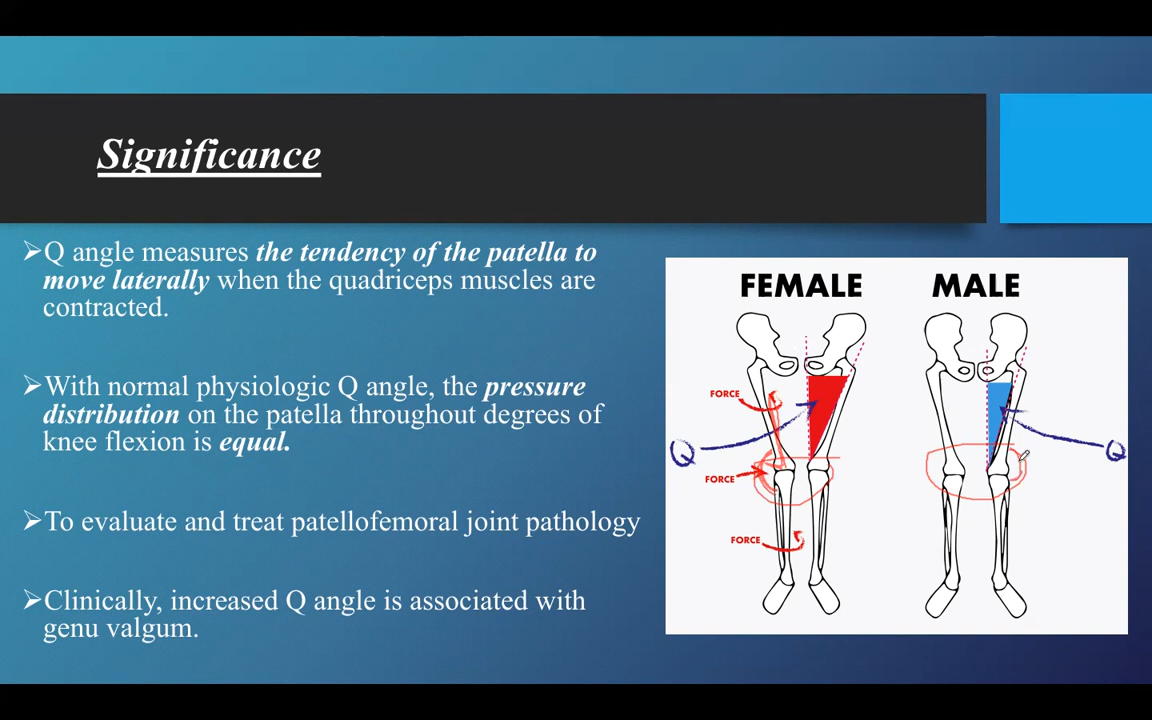 Significance
➢Q angle measures the tendency of the patella to
move laterally when the quadriceps muscles are
contracted.
➢With normal physiologic Q angle, the pressure
distribution on the patella throughout degrees of
knee flexion is equal.
➢To evaluate and treat patellofemoral joint pathology
➢Clinically, increased Q angle is associated with
genu valgum.
FEMALE
MALE
FORCE
Q
Q
FORCE
FORCE